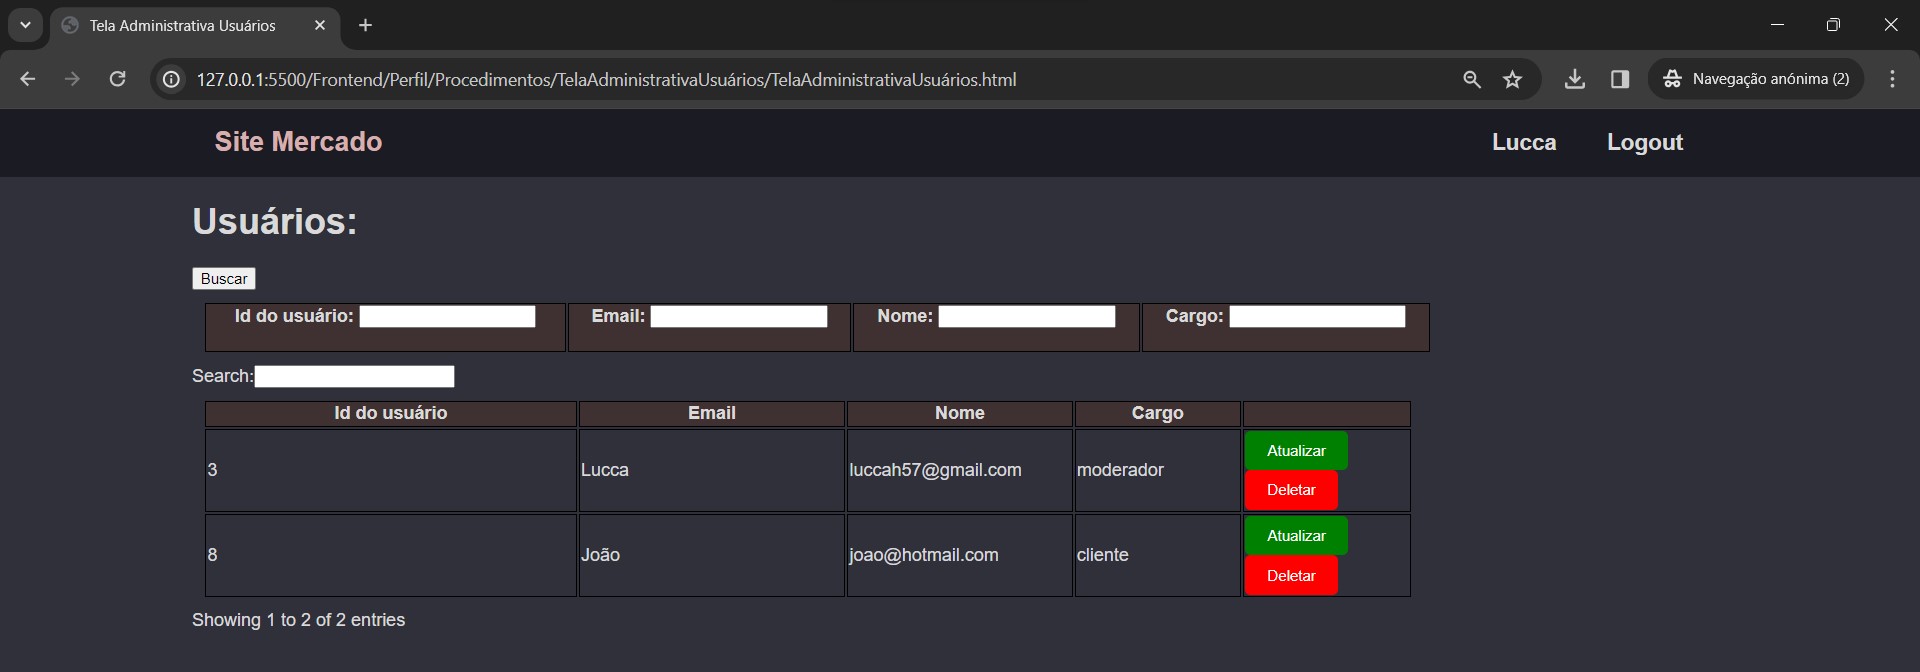 Tela Administrativa Usuários
127.0.0.1:5500/Frontend/Perfil/Procedimentos/TelaAdministrativaUsuários/TelaAdministrativaUsuários.html
Navegação anónima (2)
Site Mercado
Lucca
Logout
Usuários:
Buscar
Id do usuário: Email: Nome: Cargo:
Search:
Id do usuário Email Nome Cargo
3 Lucca luccah57@gmail.com moderador
Atualizar
Deletar
8 João joao@hotmail.com cliente
Atualizar
Deletar
Showing 1 to 2 of 2 entries